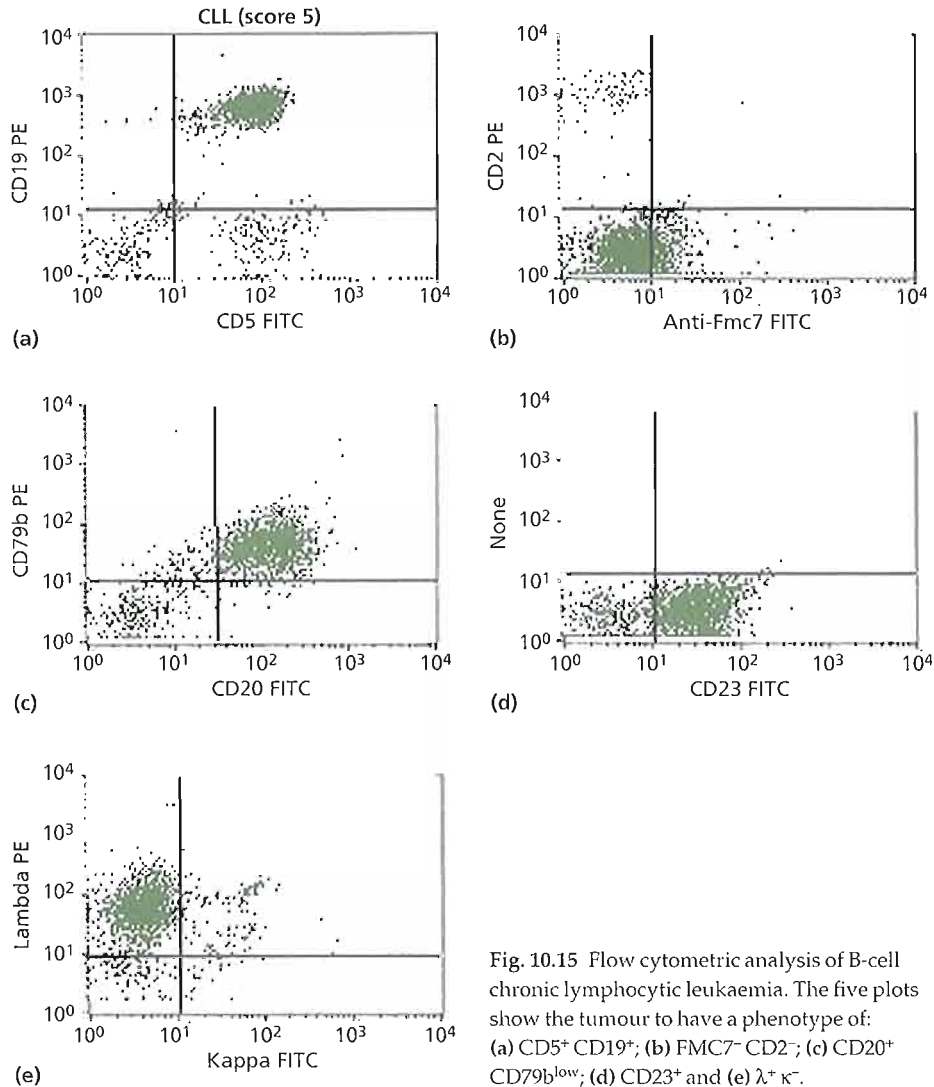 CLL (score 5)
10⁴
10³
10²
10¹
10⁰
CD19 PE
10⁰ 10¹ 10² 10³ 10⁴
CD5 FITC
(a)
10⁴
10³
10²
10¹
10⁰
CD2 PE
10⁰ 10¹ 10² 10³ 10⁴
Anti-Fmc7 FITC
(b)
10⁴
10³
10²
10¹
10⁰
CD79b PE
10⁰ 10¹ 10² 10³ 10⁴
CD20 FITC
(c)
10⁴
10³
10²
10¹
10⁰
None
10⁰ 10¹ 10² 10³ 10⁴
CD23 FITC
(d)
10⁴
10³
10²
10¹
10⁰
Lambda PE
10⁰ 10¹ 10² 10³ 10⁴
Kappa FITC
(e)
Fig. 10.15 Flow cytometric analysis of B-cell
chronic lymphocytic leukaemia. The five plots
show the tumour to have a phenotype of:
(a) CD5⁺ CD19⁺; (b) FMC7⁻ CD2⁻; (c) CD20⁺
CD79bˡᵒʷ; (d) CD23⁺ and (e) λ⁺ κ⁻.